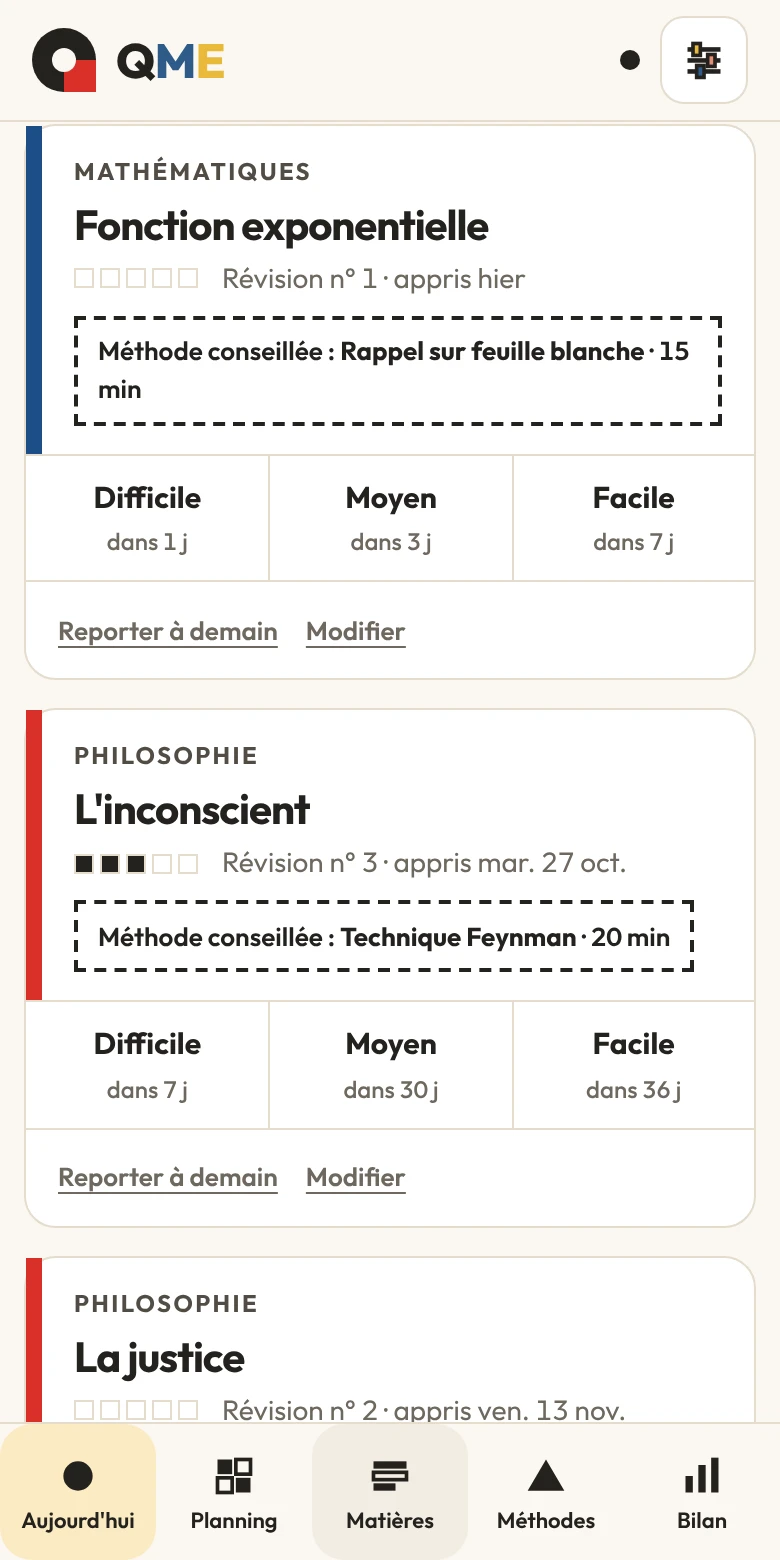 QME
MATHÉMATIQUES
Fonction exponentielle
Révision n° 1 · appris hier
Méthode conseillée : Rappel sur feuille blanche · 15
min
Difficile
Moyen
Facile
dans 1 j
dans 3 j
dans 7 j
Reporter à demain
Modifier
PHILOSOPHIE
L'inconscient
Révision n° 3 · appris mar. 27 oct.
Méthode conseillée : Technique Feynman · 20 min
Difficile
Moyen
Facile
dans 7 j
dans 30 j
dans 36 j
Reporter à demain
Modifier
PHILOSOPHIE
La justice
Révision n° 2 · appris ven. 13 nov.
Aujourd'hui
Planning
Matières
Méthodes
Bilan